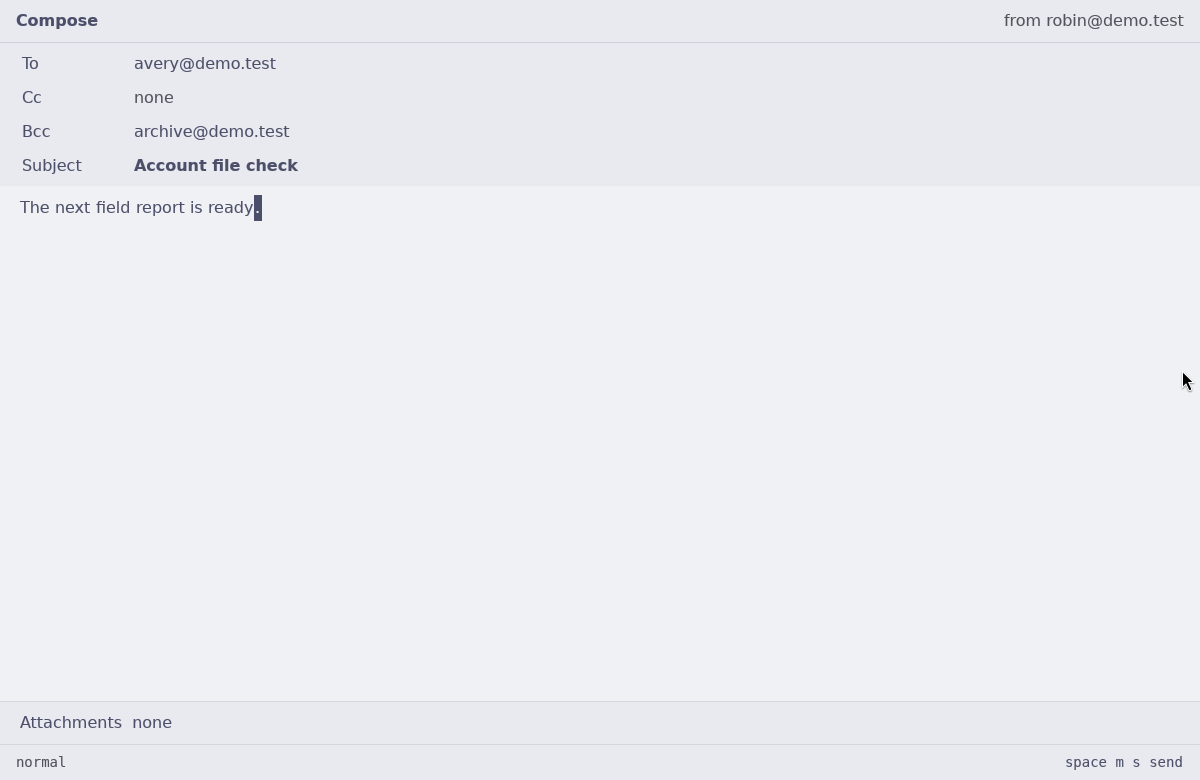 Compose from robin@demo.test
To avery@demo.test
Cc none
Bcc archive@demo.test
Subject Account file check
The next field report is ready.
Attachments none
normal space m s send